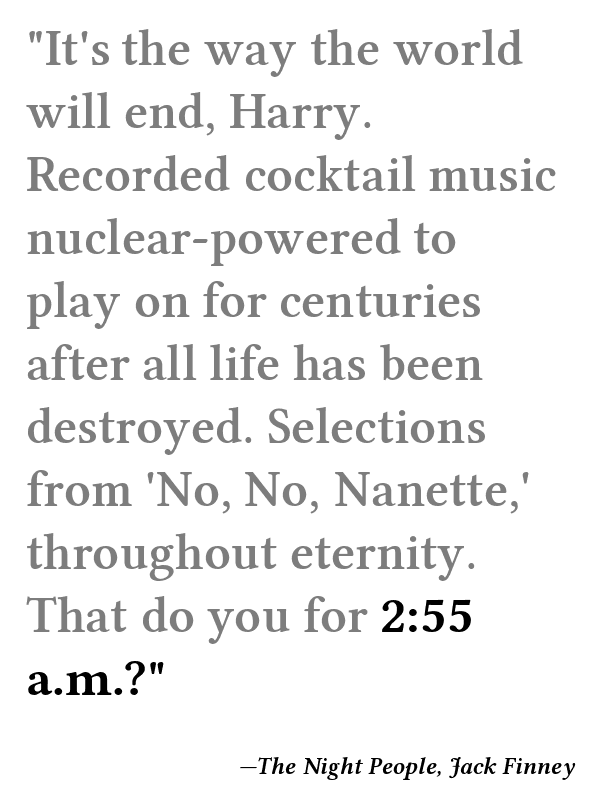 "It's the way the world
will end, Harry.
Recorded cocktail music
nuclear-powered to
play on for centuries
after all life has been
destroyed. Selections
from 'No, No, Nanette,'
throughout eternity.
That do you for 2:55
a.m.?"
—The Night People, Jack Finney